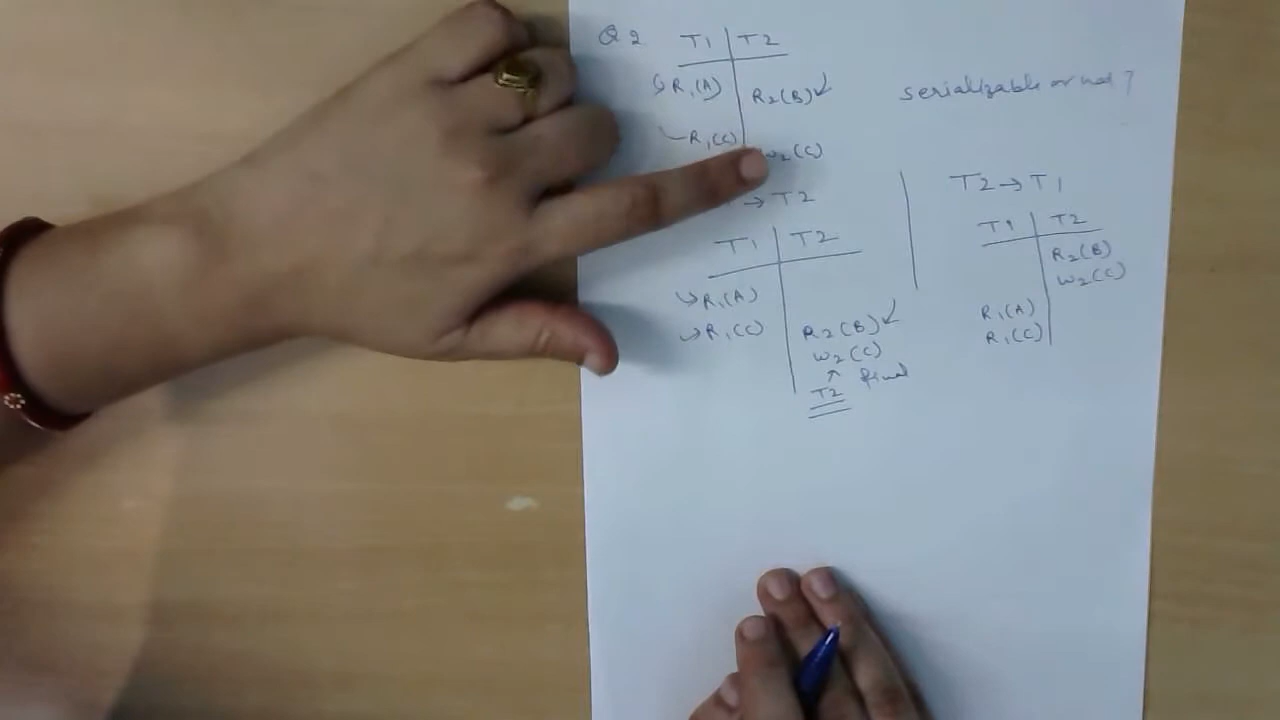 Q2 T1 T2
R1(A)
R2(B)
serializable or not?
R1(C)
W2(C)
→ T2
T1 T2
R1(A)
R1(C)
R2(B)
W2(C)
↑ final
T2
T2 → T1
T1 T2
R2(B)
W2(C)
R1(A)
R1(C)